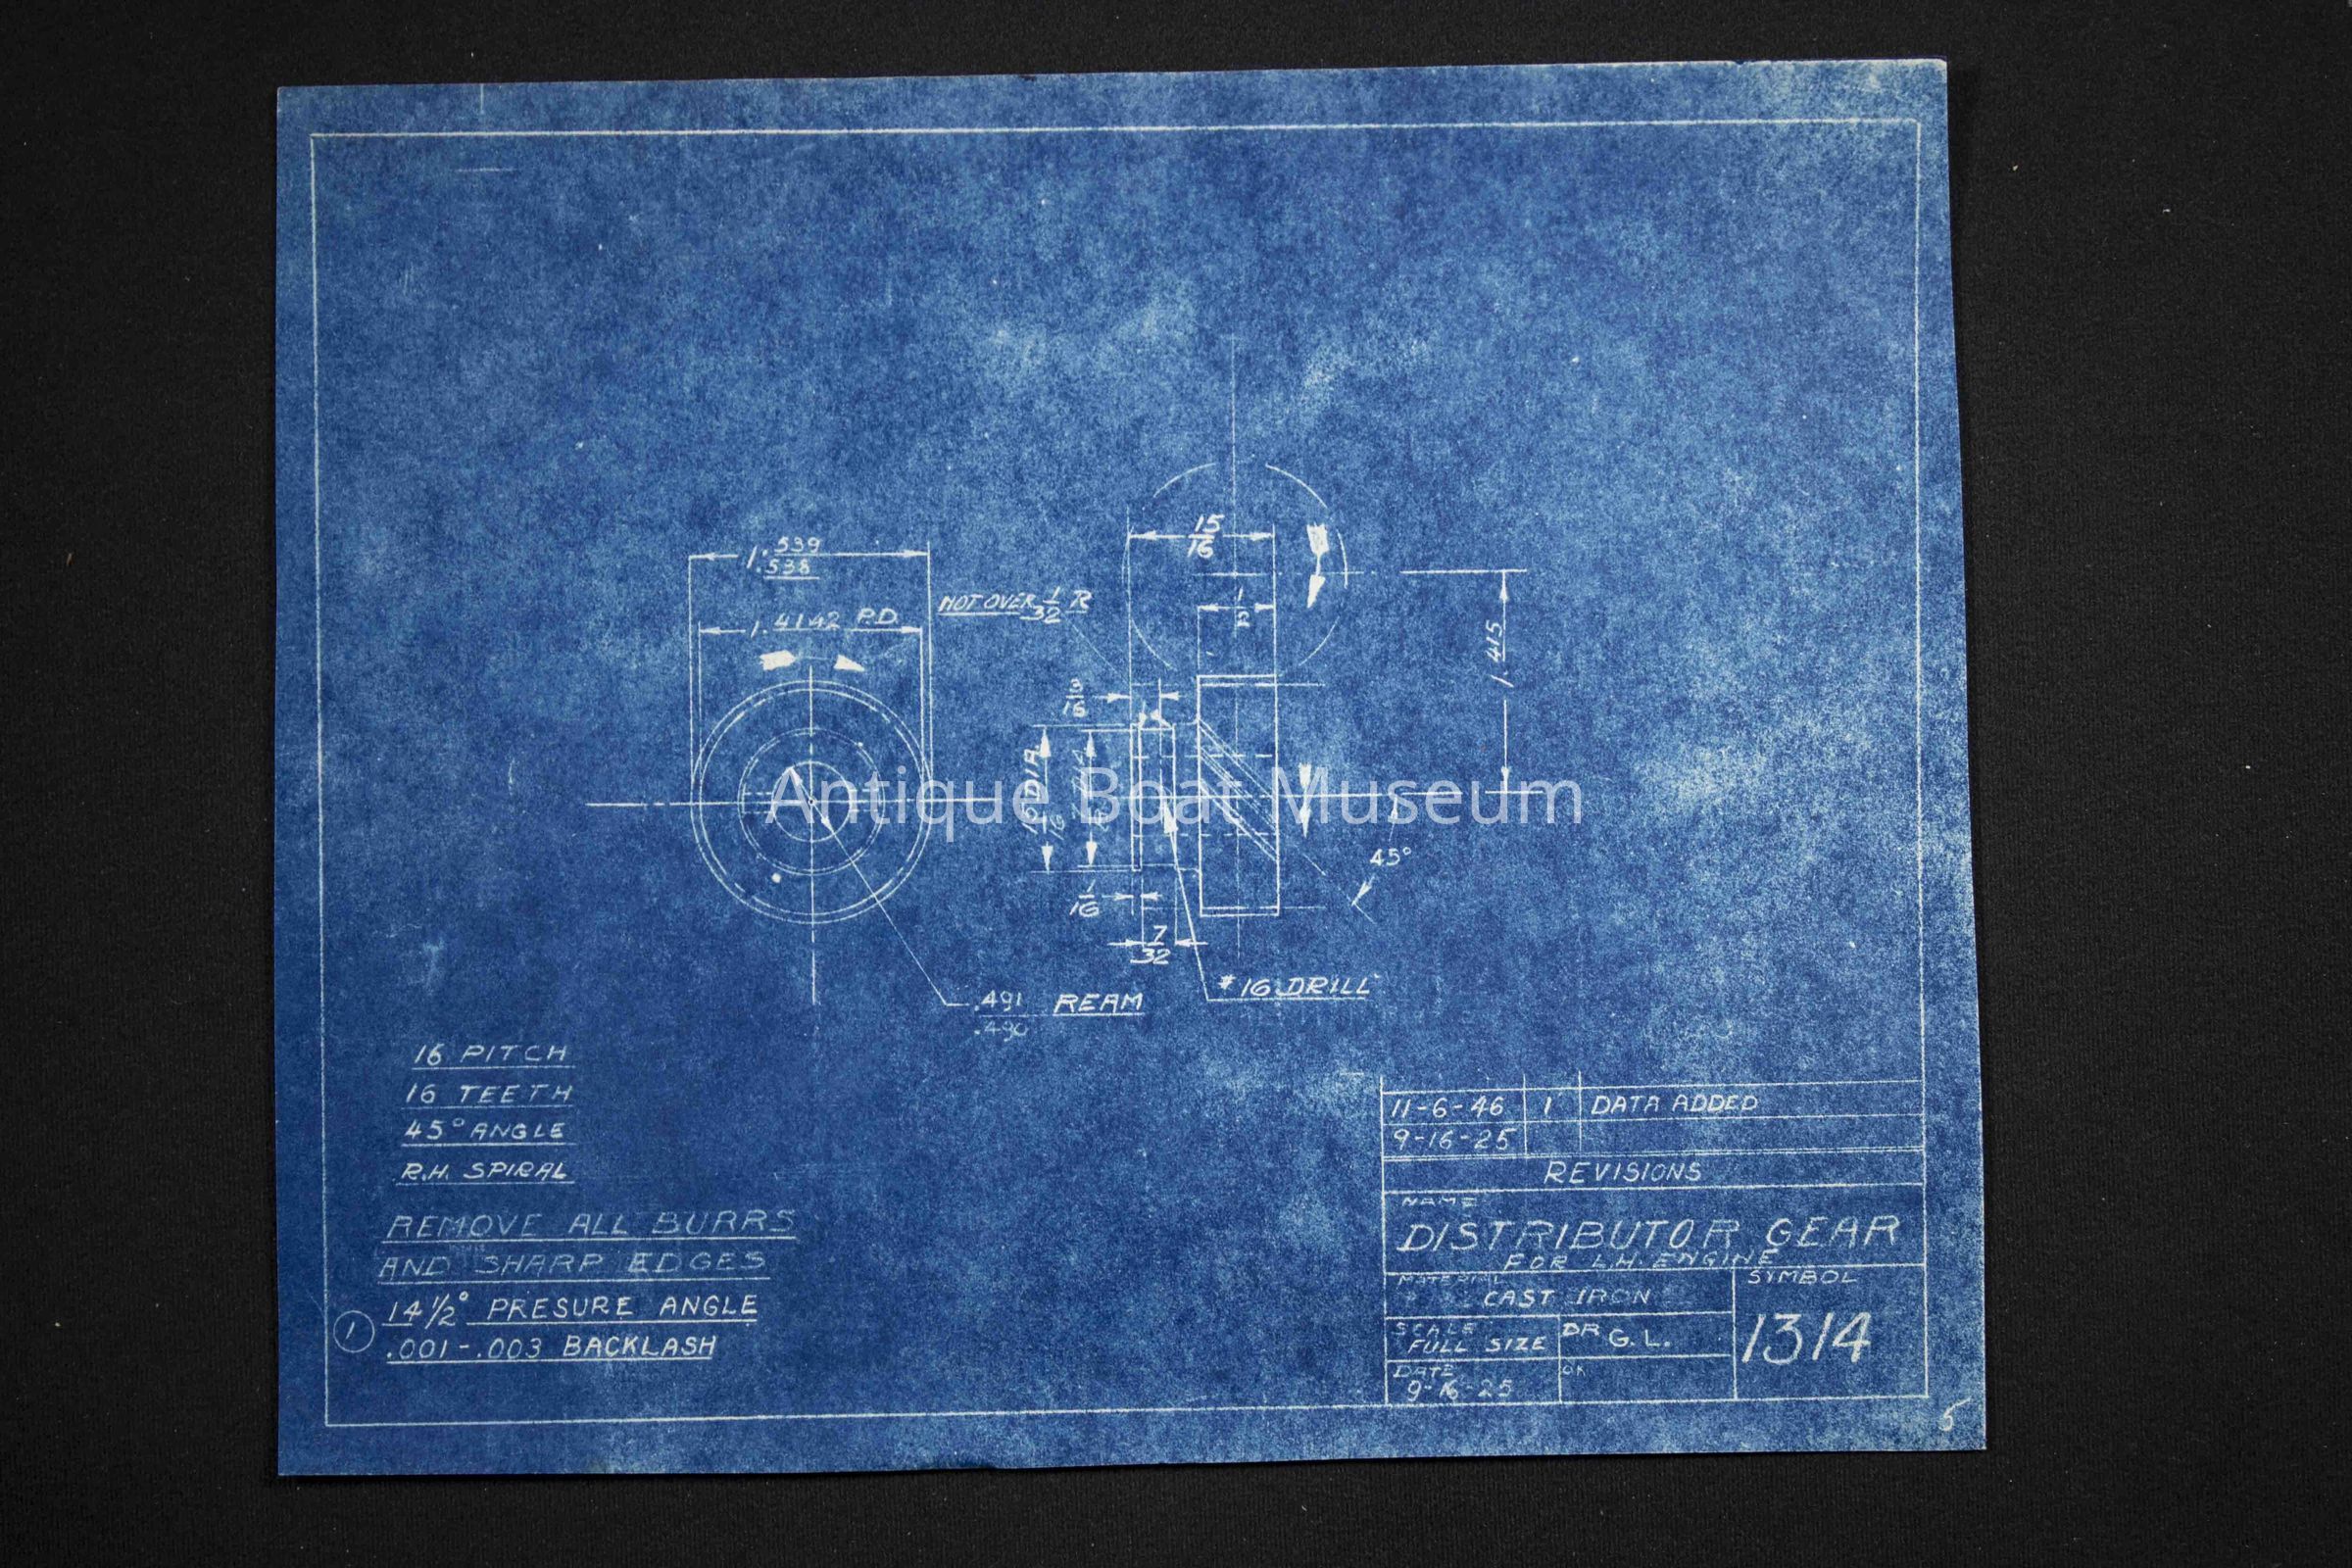 1.539
.538
1.4142 P.D.
NOT OVER 1/32 R
15/16
1/2
1.415
3/16
DIA
1/16
7/32
45°
.491 REAM
.490
#16 DRILL
Antique Boat Museum
16 PITCH
16 TEETH
45° ANGLE
R.H. SPIRAL
REMOVE ALL BURRS
AND SHARP EDGES
14 1/2° PRESURE ANGLE
1
.001-.003 BACKLASH
11-6-46 1 DATA ADDED
9-16-25
REVISIONS
NAME
DISTRIBUTOR GEAR
FOR L.H. ENGINE
MATERIAL
CAST IRON
SYMBOL
1314
SCALE
FULL SIZE
DR G.L.
DATE
9-16-25
OK
5